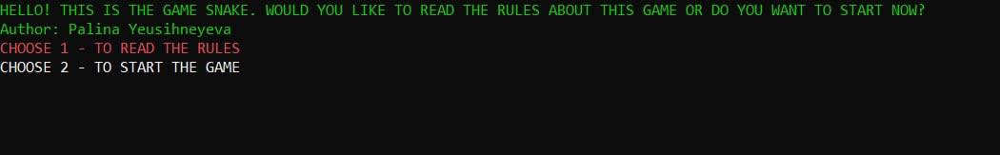 HELLO! THIS IS THE GAME SNAKE. WOULD YOU LIKE TO READ THE RULES ABOUT THIS GAME OR DO YOU WANT TO START NOW?
Author: Palina Yeusihneyeva
CHOOSE 1 - TO READ THE RULES
CHOOSE 2 - TO START THE GAME